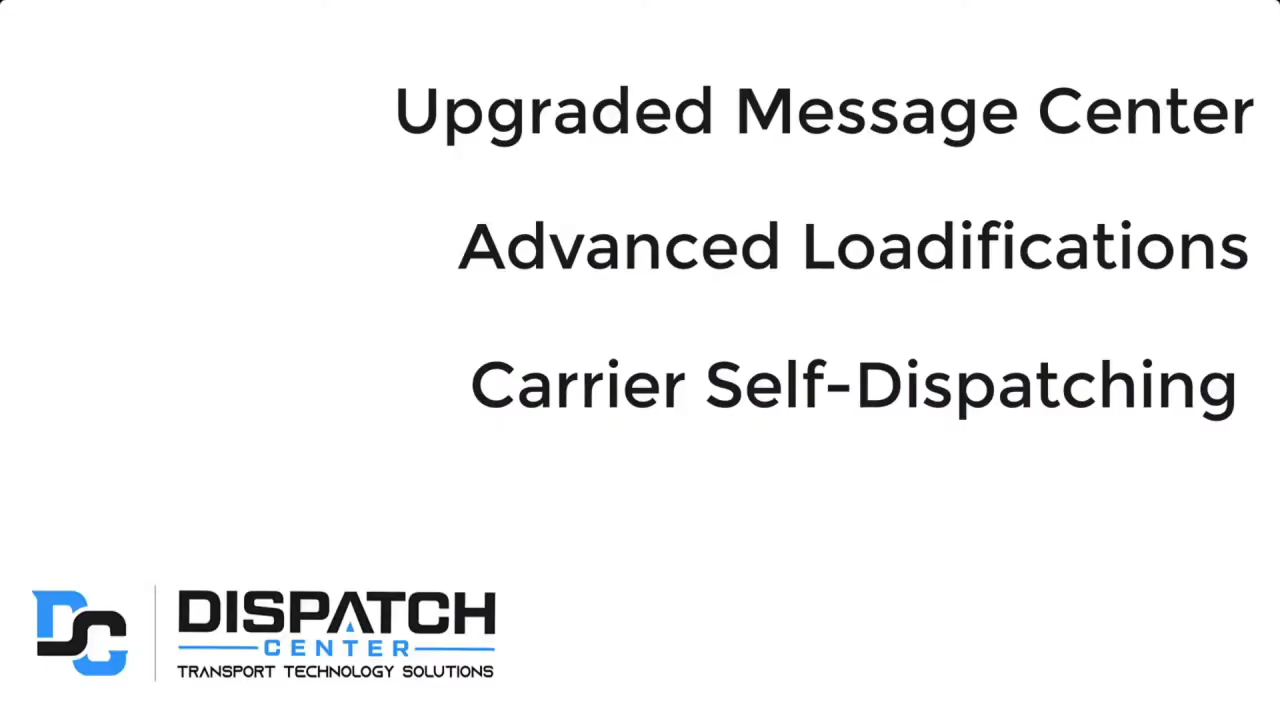 Upgraded Message Center
Advanced Loadifications
Carrier Self-Dispatching
DC
DISPATCH
CENTER
TRANSPORT TECHNOLOGY SOLUTIONS